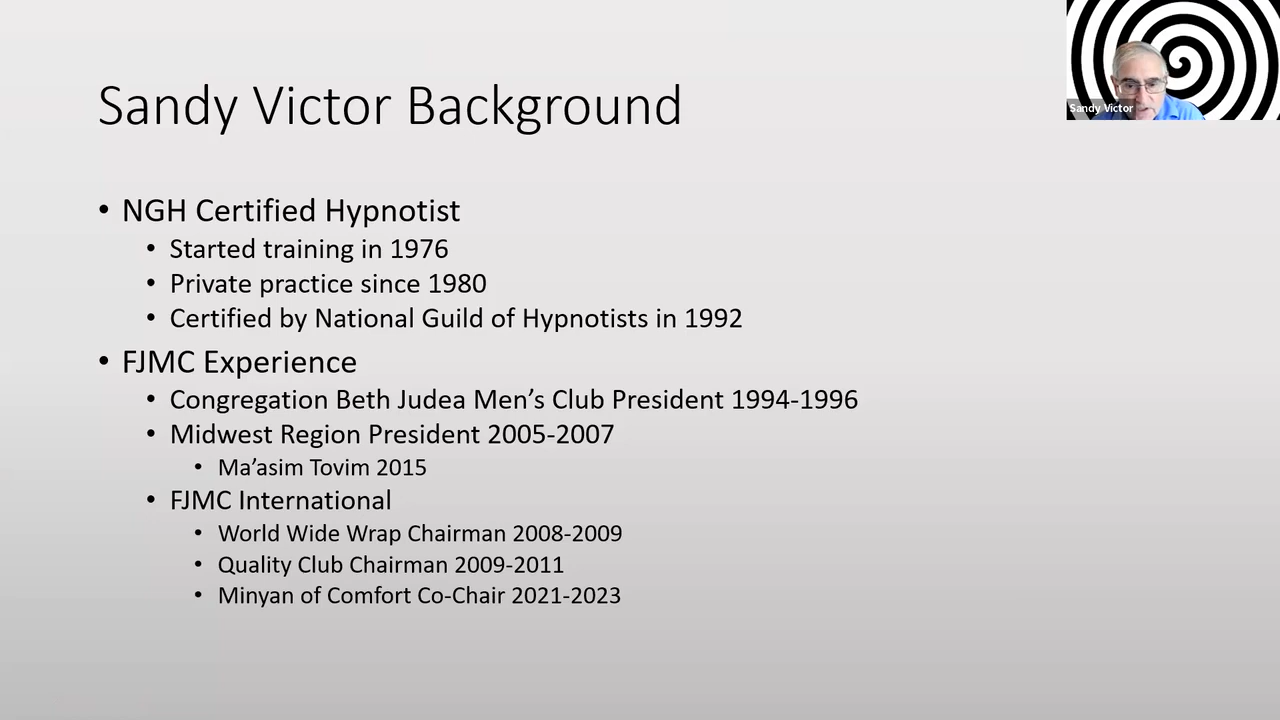 Sandy Victor Background
Sandy Victor
• NGH Certified Hypnotist
• Started training in 1976
• Private practice since 1980
• Certified by National Guild of Hypnotists in 1992
• FJMC Experience
• Congregation Beth Judea Men’s Club President 1994-1996
• Midwest Region President 2005-2007
• Ma’asim Tovim 2015
• FJMC International
• World Wide Wrap Chairman 2008-2009
• Quality Club Chairman 2009-2011
• Minyan of Comfort Co-Chair 2021-2023